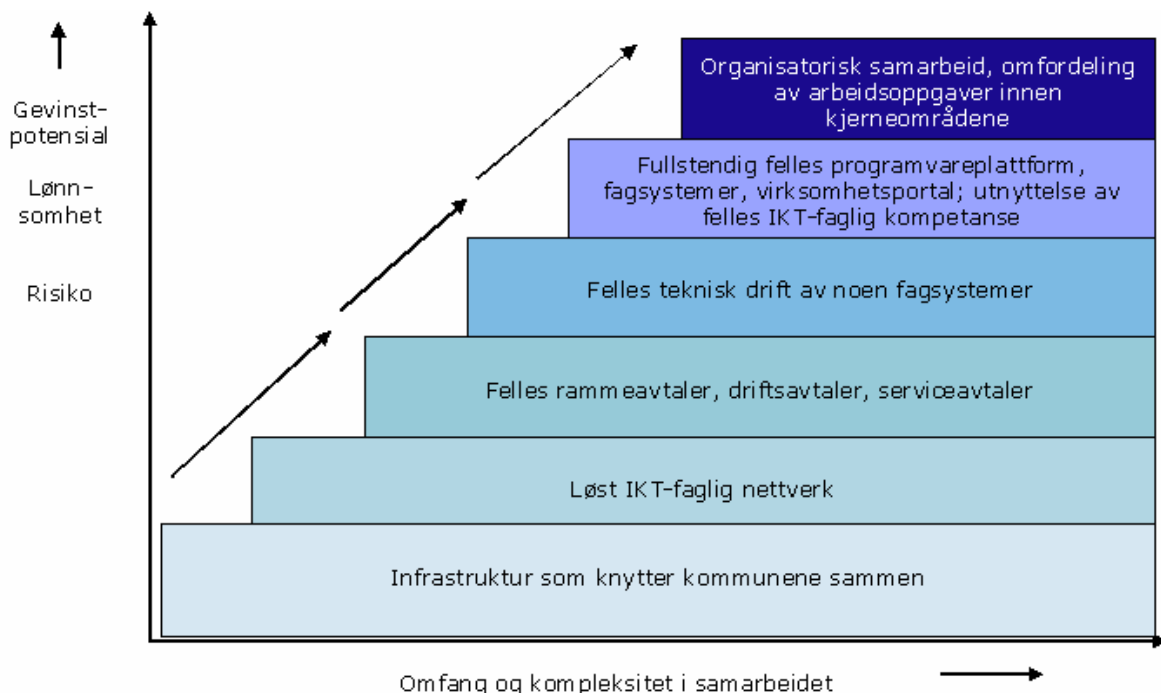 Gevinst-
potensial
Lønn-
somhet
Risiko
Organisatorisk samarbeid, omfordeling
av arbeidsoppgaver innen
kjerneområdene
Fullstendig felles programvareplattform,
fagsystemer, virksomhetsportal; utnyttelse av
felles IKT-faglig kompetanse
Felles teknisk drift av noen fagsystemer
Felles rammeavtaler, driftsavtaler, serviceavtaler
Løst IKT-faglig nettverk
Infrastruktur som knytter kommunene sammen
Omfang og kompleksitet i samarbeidet